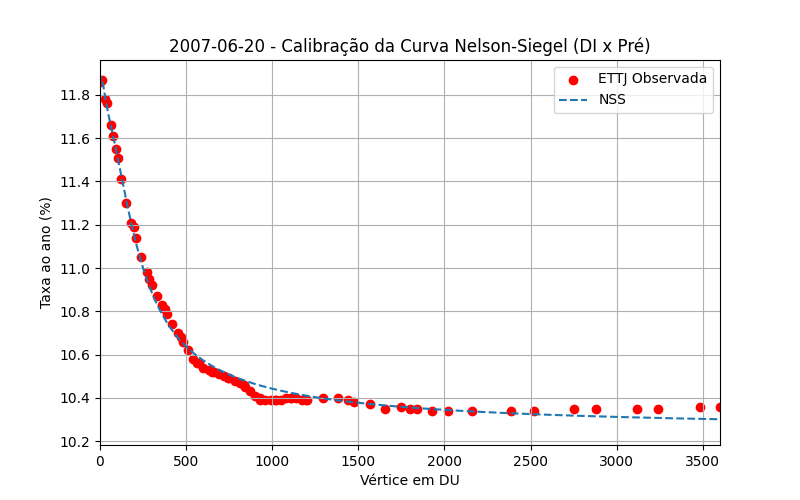 2007-06-20 - Calibração da Curva Nelson-Siegel (DI x Pré)
ETTJ Observada
NSS
Taxa ao ano (%)
11.8
11.6
11.4
11.2
11.0
10.8
10.6
10.4
10.2
0 500 1000 1500 2000 2500 3000 3500
Vértice em DU